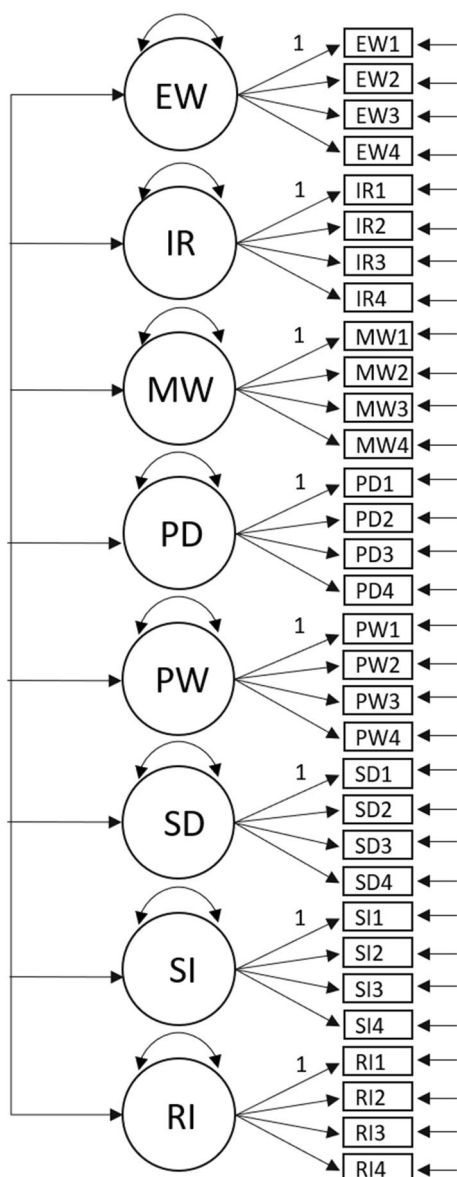 EW
1
EW1
EW2
EW3
EW4
IR
1
IR1
IR2
IR3
IR4
MW
1
MW1
MW2
MW3
MW4
PD
1
PD1
PD2
PD3
PD4
PW
1
PW1
PW2
PW3
PW4
SD
1
SD1
SD2
SD3
SD4
SI
1
SI1
SI2
SI3
SI4
RI
1
RI1
RI2
RI3
RI4